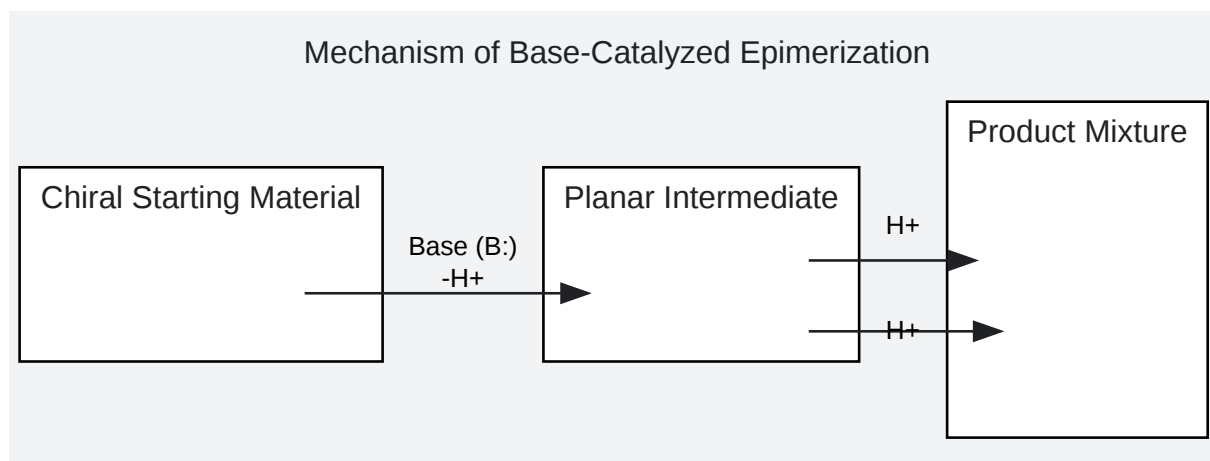 Mechanism of Base-Catalyzed Epimerization
Chiral Starting Material
Base (B:)
-H+
Planar Intermediate
H+
H+
Product Mixture